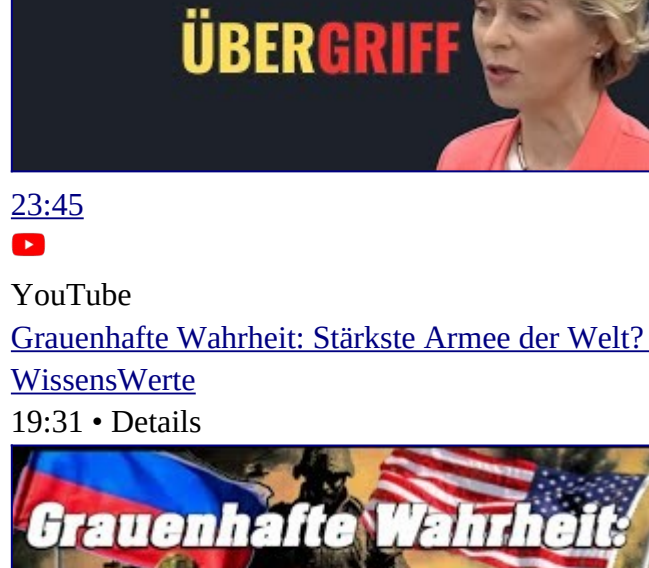 ÜBERGRIFF
23:45
YouTube
Grauenhafte Wahrheit: Stärkste Armee der Welt?
WissensWerte
19:31 • Details
Grauenhafte Wahrheit: